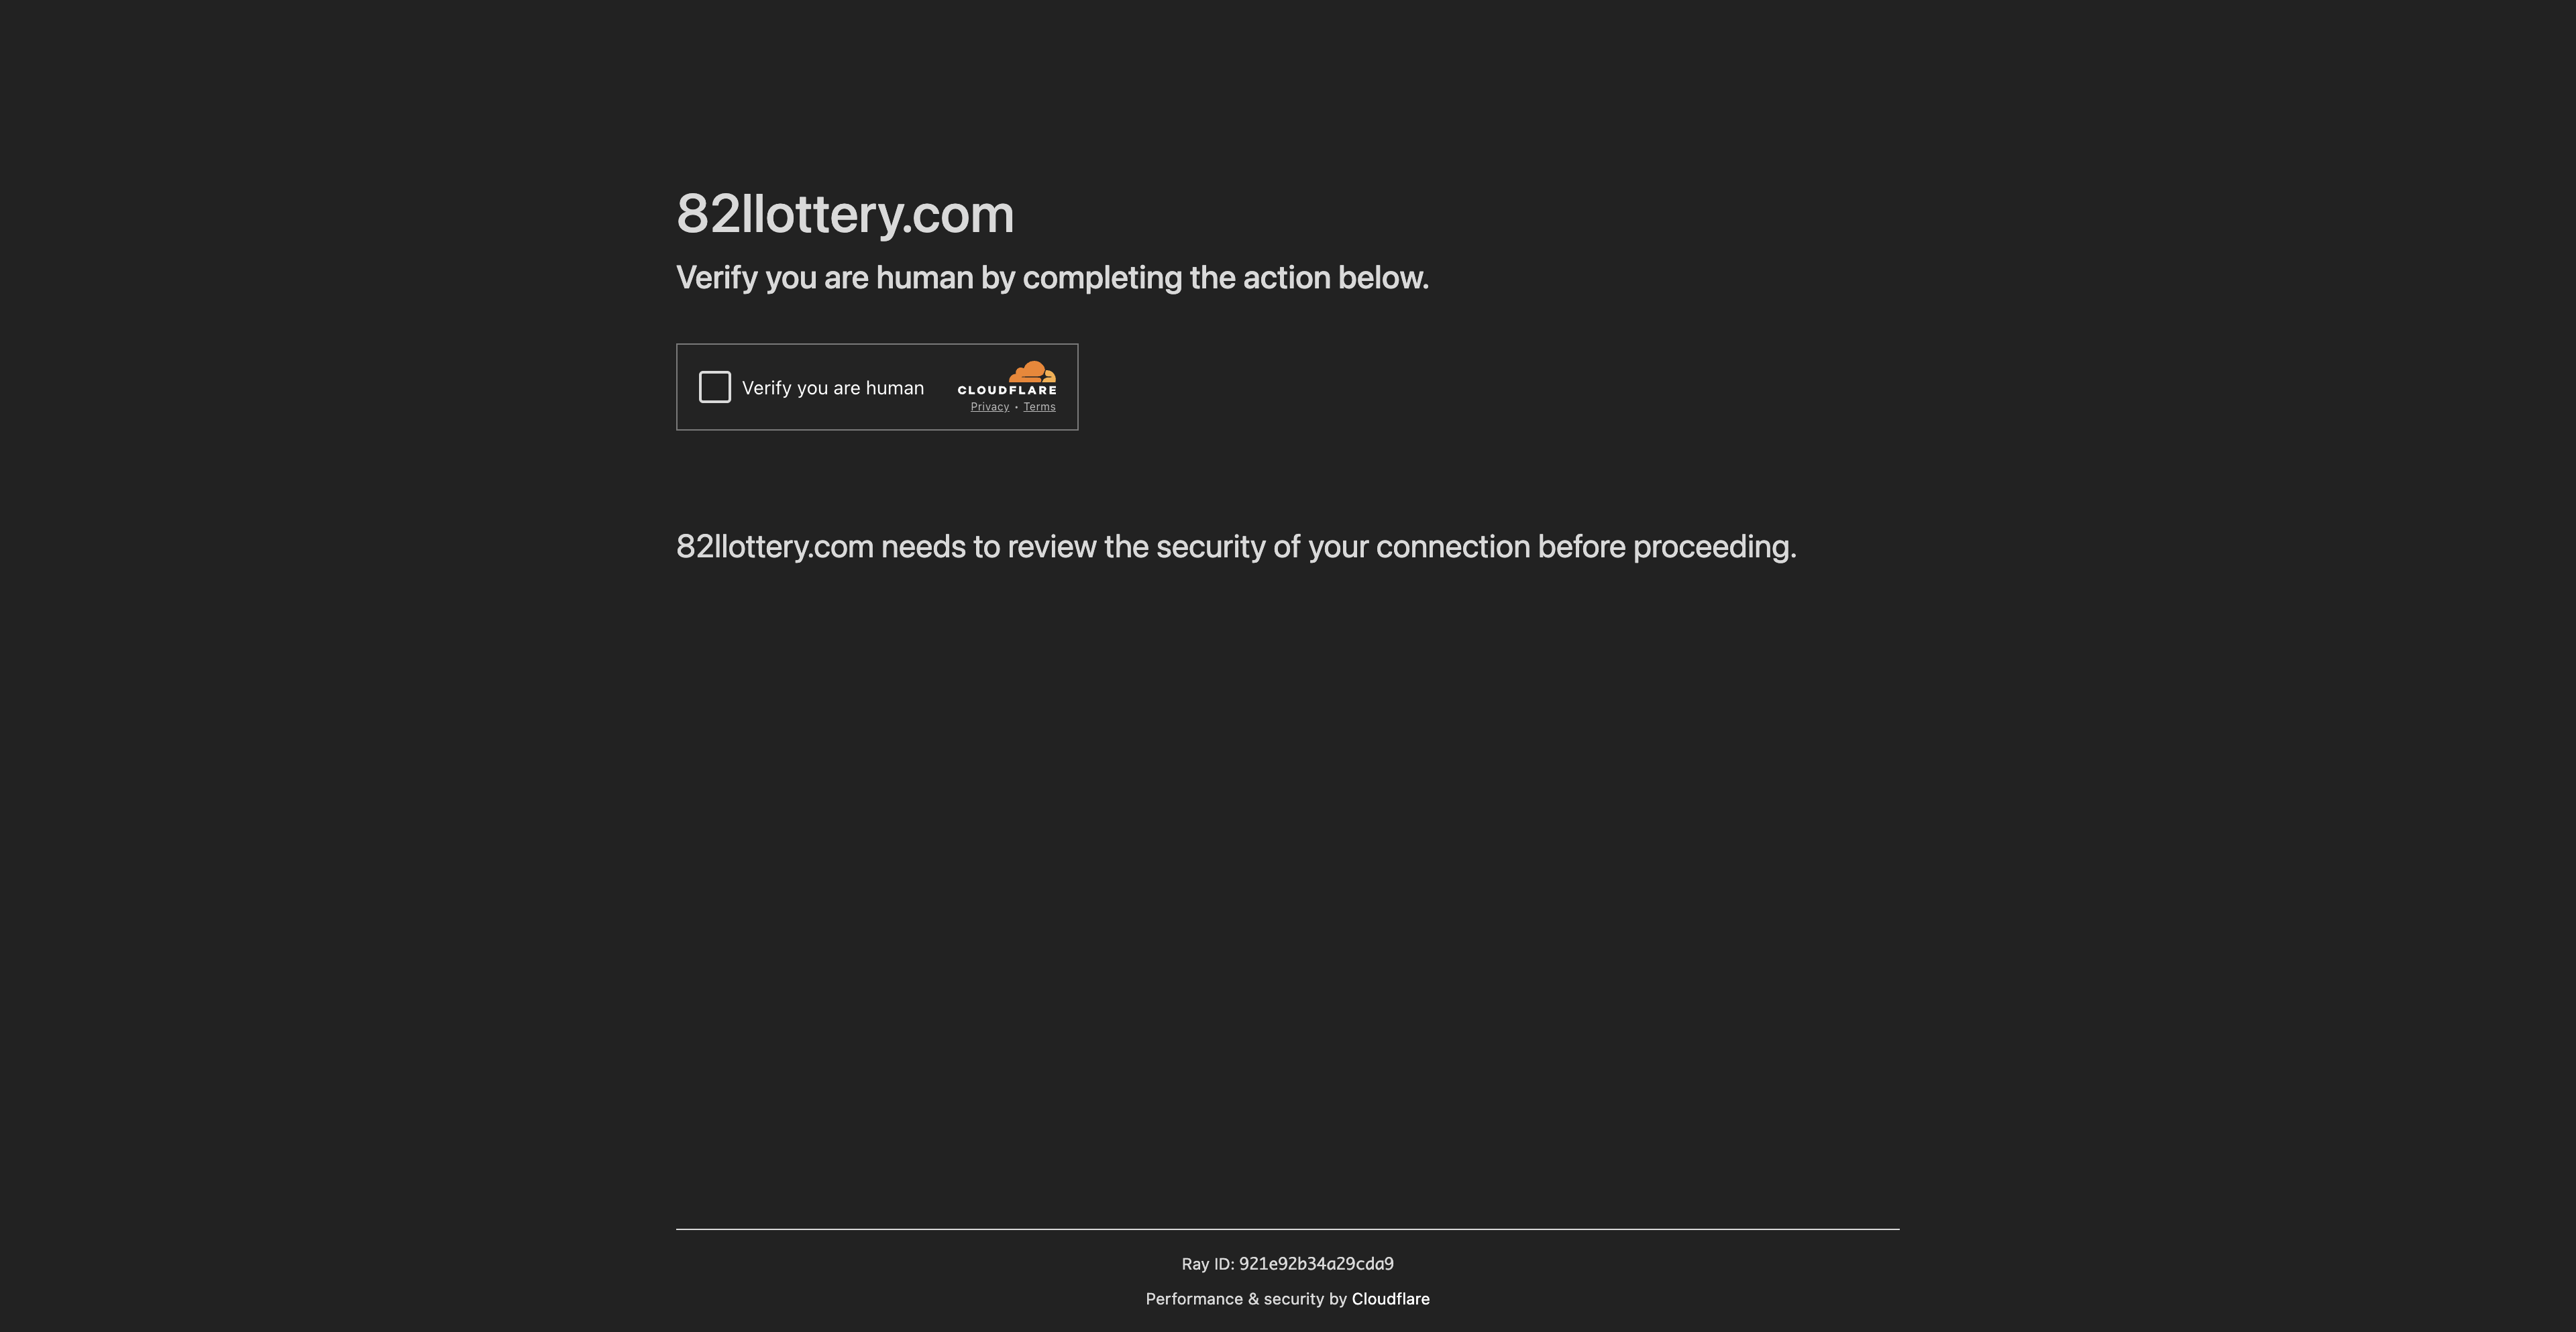 82llottery.com
Verify you are human by completing the action below.
Verify you are human
CLOUDFLARE
Privacy • Terms
82llottery.com needs to review the security of your connection before proceeding.
Ray ID: 921e92b34a29cda9
Performance & security by Cloudflare